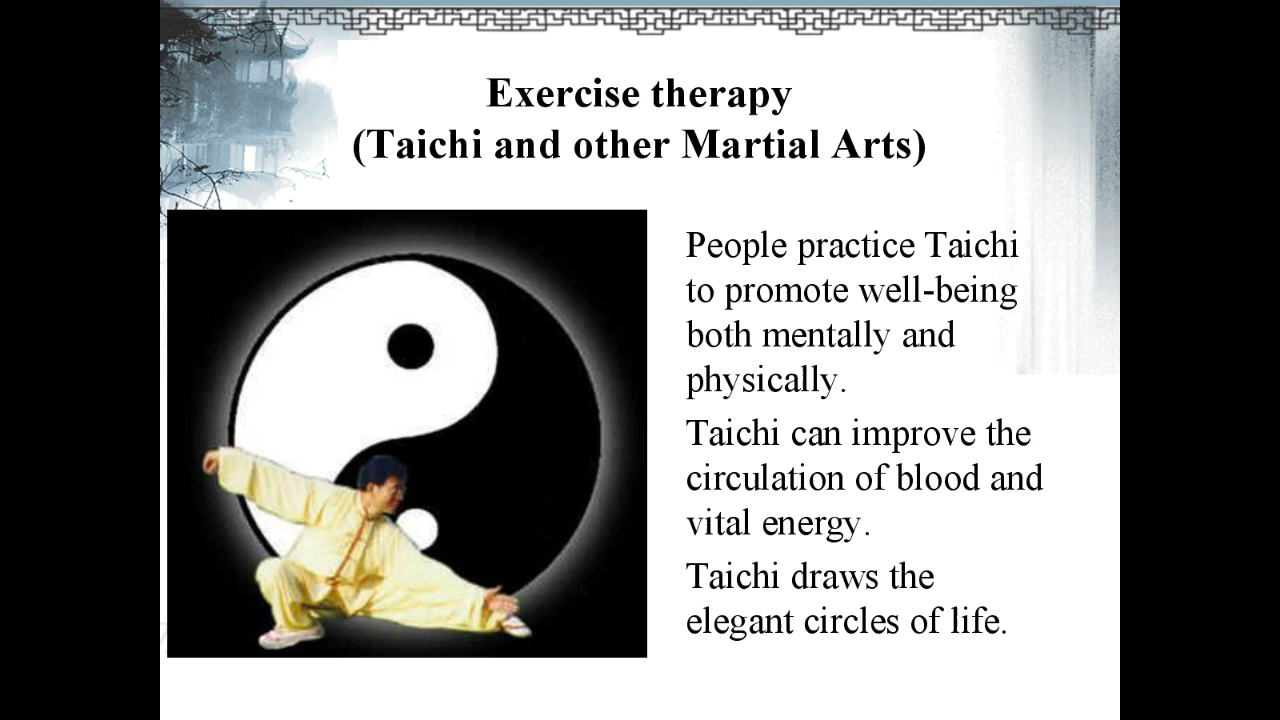 Exercise therapy
(Taichi and other Martial Arts)
People practice Taichi
to promote well-being
both mentally and
physically.
Taichi can improve the
circulation of blood and
vital energy.
Taichi draws the
elegant circles of life.